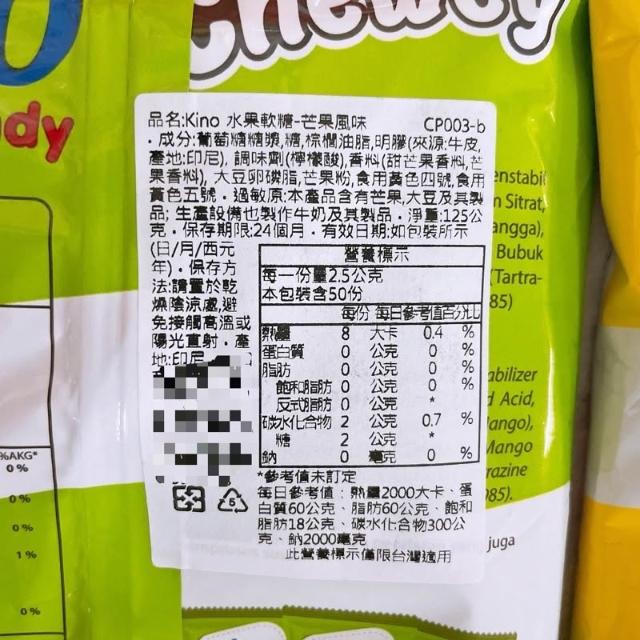 Chewy
dy
品名:Kino 水果軟糖-芒果風味 CP003-b
．成分:葡萄糖糖漿,糖,棕櫚油脂,明膠(來源:牛皮,
產地:印尼), 調味劑(檸檬酸),香料(甜芒果香料,芒
果香料), 大豆卵磷脂,芒果粉,食用黃色四號,食用
黃色五號．過敏原:本產品含有芒果,大豆及其製
品; 生產設備也製作牛奶及其製品．淨重:125公
克．保存期限:24個月．有效日期:如包裝所示
(日/月/西元
年)．保存方
法:請置於乾
燥陰涼處,避
免接觸高溫或
陽光直射．產
地:印尼
營養標示
每一份量2.5公克
本包裝含50份
每份 每日參考值百分比
熱量 8 大卡 0.4 %
蛋白質 0 公克 0 %
脂肪 0 公克 0 %
飽和脂肪 0 公克 0 %
反式脂肪 0 公克 *
碳水化合物 2 公克 0.7 %
糖 2 公克 *
鈉 0 毫克 0 %
*參考值未訂定
每日參考值：熱量2000大卡、蛋
白質60公克、脂肪60公克、飽和
脂肪18公克、碳水化合物300公
克、鈉2000毫克
此營養標示僅限台灣適用
5
enstabil
n Sitrat,
angga),
Bubuk
(Tartra-
85)
abilizer
d Acid,
Mango),
Mango
razine
985).
juga
%AKG*
0 %
0 %
0 %
1 %
0 %